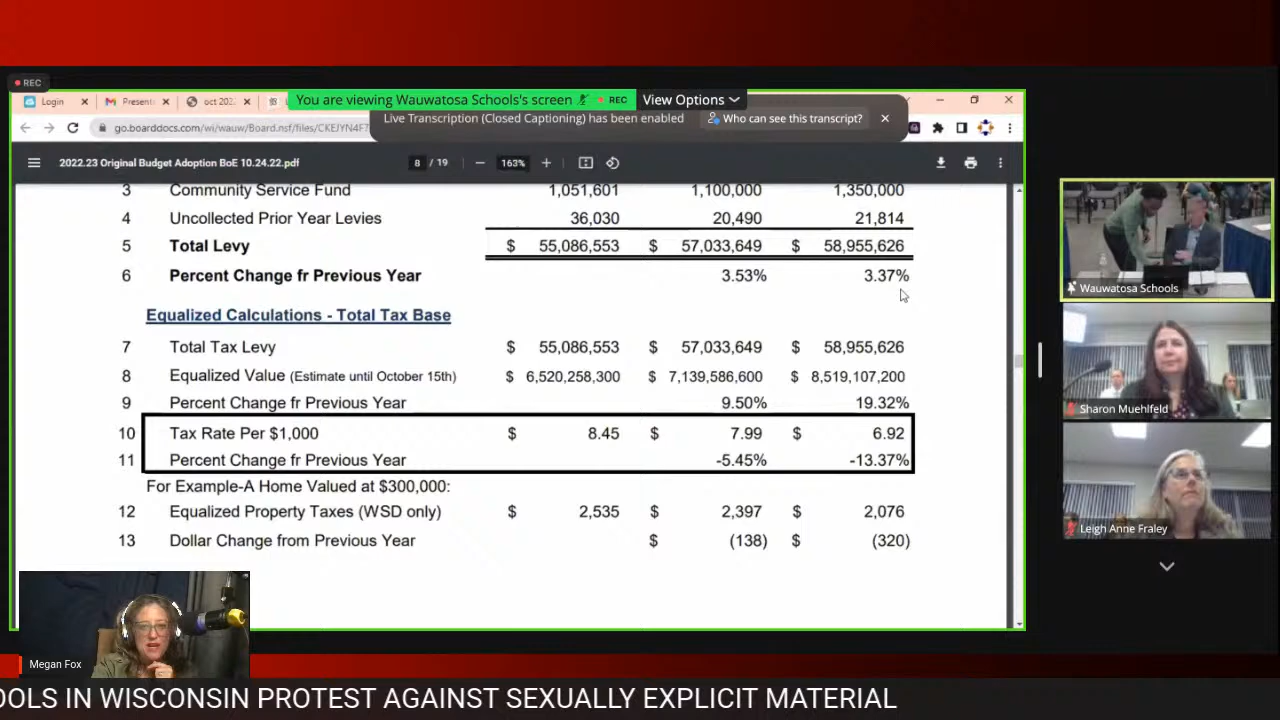 REC
Login
Present
oct 202
You are viewing Wauwatosa Schools's screen
REC
View Options
Live Transcription (Closed Captioning) has been enabled
Who can see this transcript?
go.boarddocs.com/wi/wauw/Board.nsf/files/CKEJYN4F7
2022.23 Original Budget Adoption BoE 10.24.22.pdf
8 / 19
163%
3 Community Service Fund 1,051,601 1,100,000 1,350,000
4 Uncollected Prior Year Levies 36,030 20,490 21,814
5 Total Levy $ 55,086,553 $ 57,033,649 $ 58,955,626
6 Percent Change fr Previous Year 3.53% 3.37%
Equalized Calculations - Total Tax Base
7 Total Tax Levy $ 55,086,553 $ 57,033,649 $ 58,955,626
8 Equalized Value (Estimate until October 15th) $ 6,520,258,300 $ 7,139,586,600 $ 8,519,107,200
9 Percent Change fr Previous Year 9.50% 19.32%
10 Tax Rate Per $1,000 $ 8.45 $ 7.99 $ 6.92
11 Percent Change fr Previous Year -5.45% -13.37%
For Example-A Home Valued at $300,000:
12 Equalized Property Taxes (WSD only) $ 2,535 $ 2,397 $ 2,076
13 Dollar Change from Previous Year $ (138) $ (320)
Wauwatosa Schools
Sharon Muehlfeld
Leigh Anne Fraley
Megan Fox
OOLS IN WISCONSIN PROTEST AGAINST SEXUALLY EXPLICIT MATERIAL